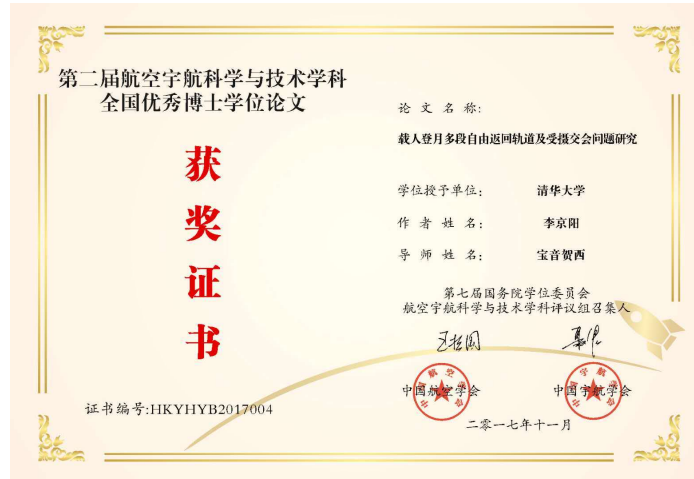 第二届航空宇航科学与技术学科
全国优秀博士学位论文
获
奖
证
书
证书编号:HKYHYB2017004
论文名称:
载人登月多段自由返回轨道及受摄交会问题研究
学位授予单位: 清华大学
作者姓名: 李京阳
导师姓名: 宝音贺西
第七届国务院学位委员会
航空宇航科学与技术学科评议组召集人
中国航空学会 中国宇航学会
二零一七年十一月